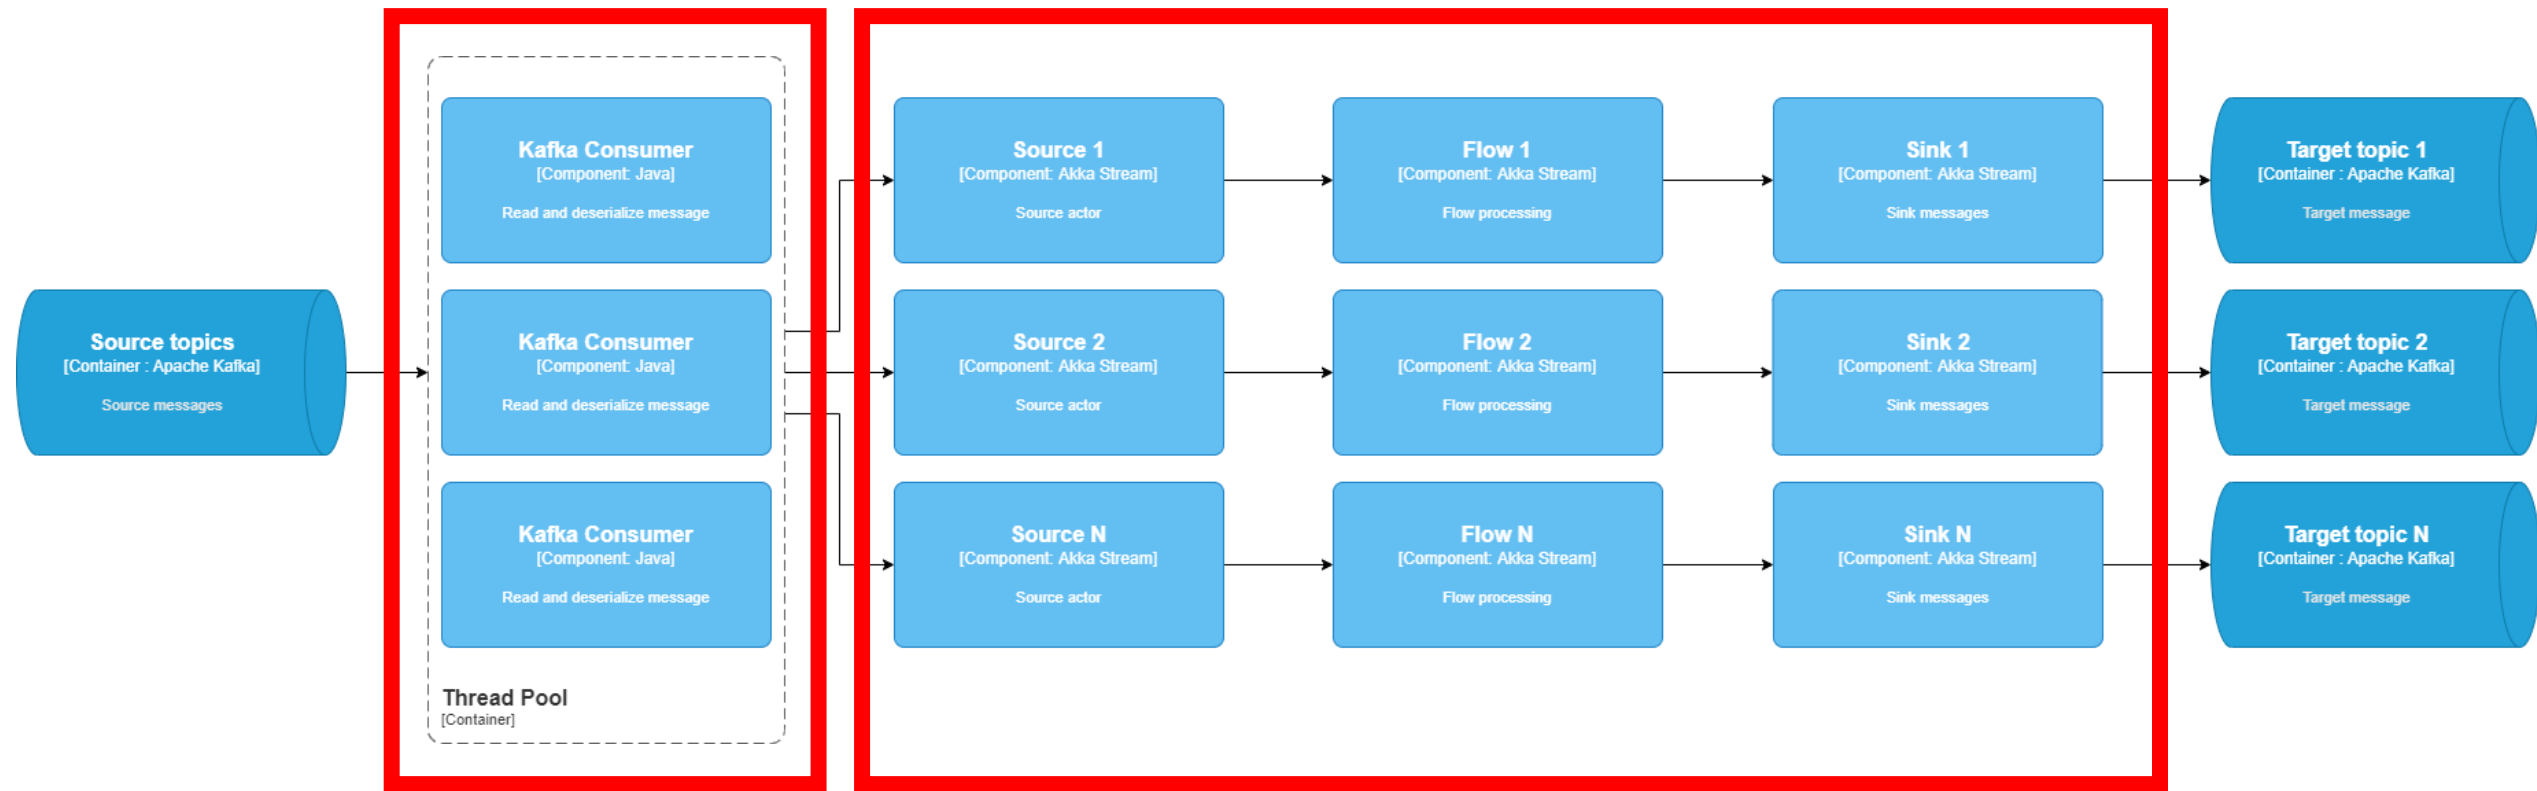 Source topics
[Container : Apache Kafka]
Source messages
Kafka Consumer
[Component: Java]
Read and deserialize message
Kafka Consumer
[Component: Java]
Read and deserialize message
Kafka Consumer
[Component: Java]
Read and deserialize message
Thread Pool
[Container]
Source 1
[Component: Akka Stream]
Source actor
Flow 1
[Component: Akka Stream]
Flow processing
Sink 1
[Component: Akka Stream]
Sink messages
Target topic 1
[Container : Apache Kafka]
Target message
Source 2
[Component: Akka Stream]
Source actor
Flow 2
[Component: Akka Stream]
Flow processing
Sink 2
[Component: Akka Stream]
Sink messages
Target topic 2
[Container : Apache Kafka]
Target message
Source N
[Component: Akka Stream]
Source actor
Flow N
[Component: Akka Stream]
Flow processing
Sink N
[Component: Akka Stream]
Sink messages
Target topic N
[Container : Apache Kafka]
Target message